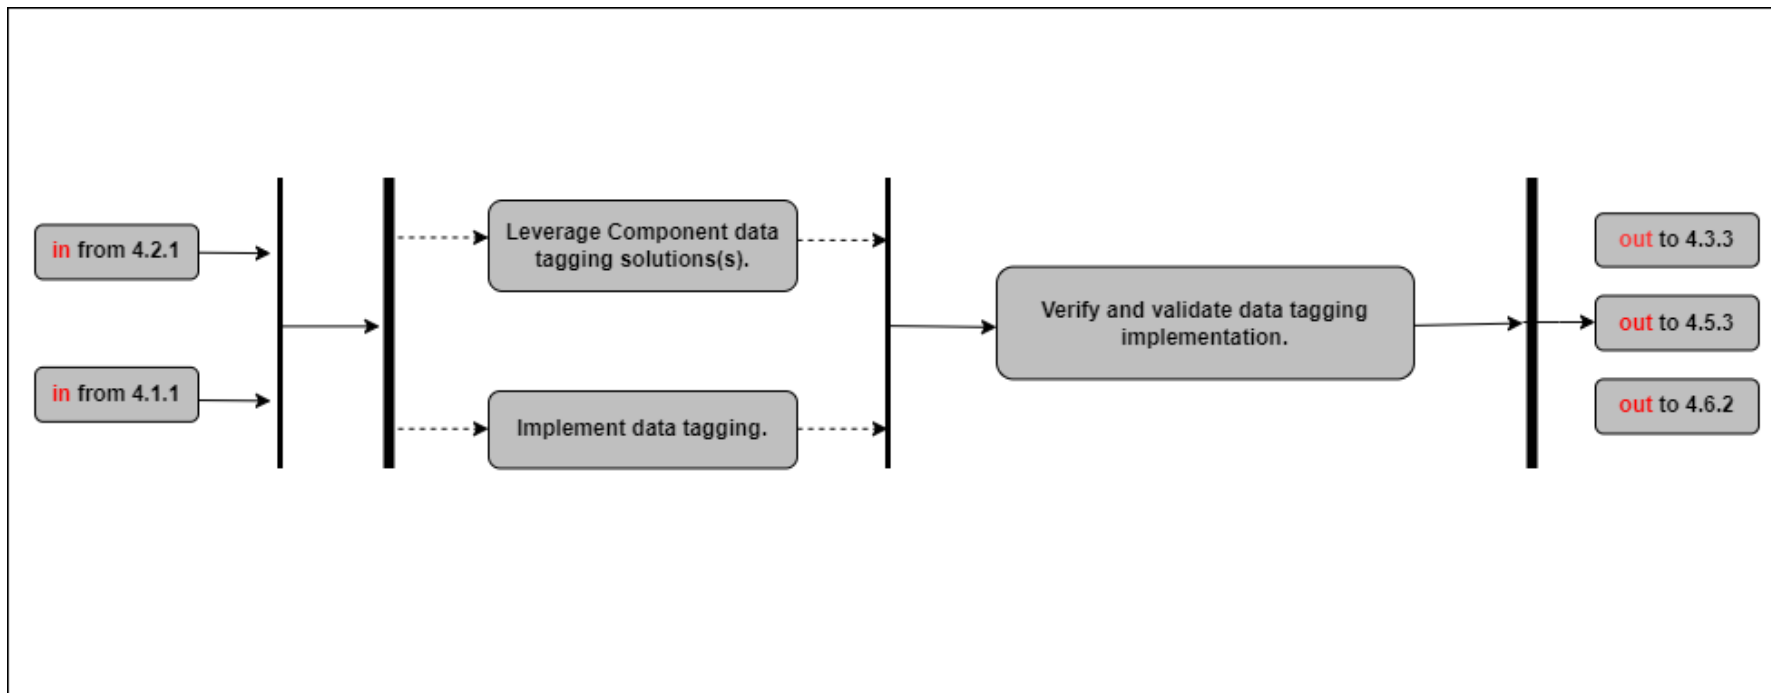 in from 4.2.1
in from 4.1.1
Leverage Component data
tagging solutions(s).
Implement data tagging.
Verify and validate data tagging
implementation.
out to 4.3.3
out to 4.5.3
out to 4.6.2